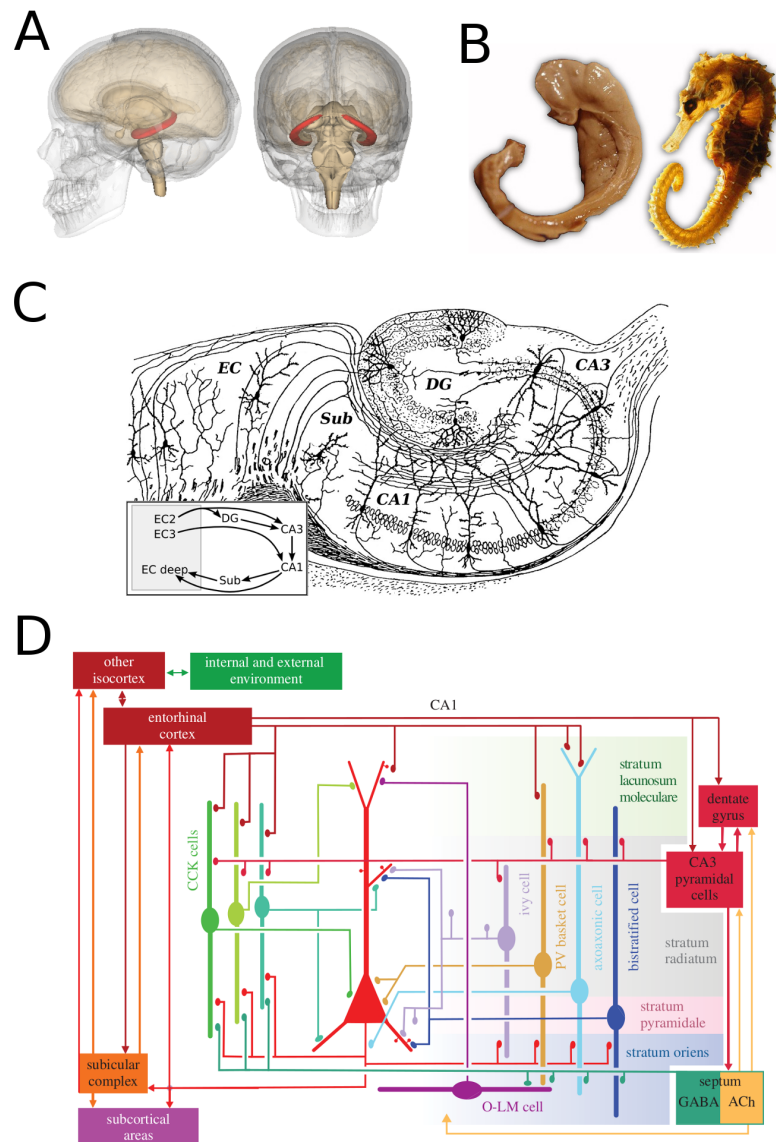 A
B
C
EC
DG
CA3
Sub
CA1
EC2
DG
CA3
EC3
EC deep
Sub
CA1
D
other
isocortex
internal and external
environment
entorhinal
cortex
CA1
stratum
lacunosum
moleculare
dentate
gyrus
CCK cells
CA3
pyramidal
cells
ivy cell
PV basket cell
axoaxonic cell
bistratified cell
stratum
radiatum
stratum
pyramidale
stratum oriens
subicular
complex
septum
GABA
ACh
O-LM cell
subcortical
areas